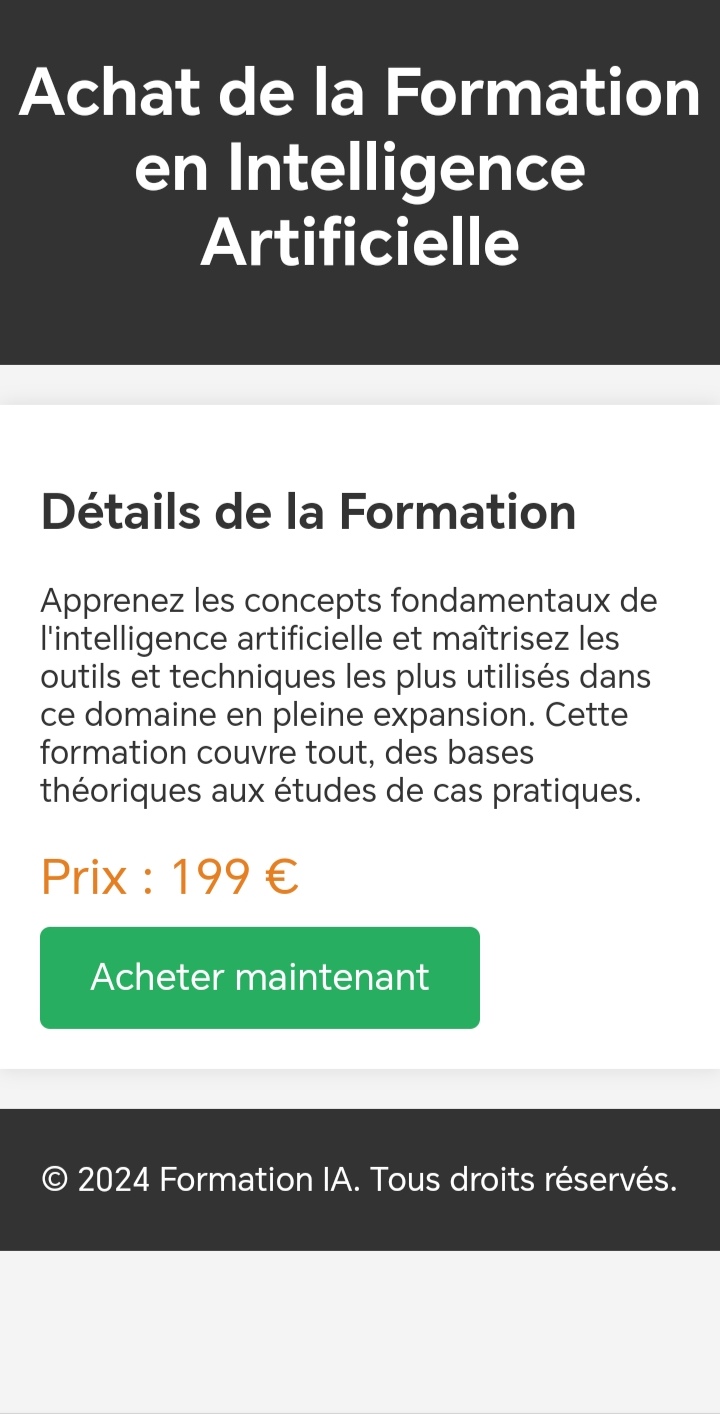 Achat de la Formation
en Intelligence
Artificielle
Détails de la Formation
Apprenez les concepts fondamentaux de
l'intelligence artificielle et maîtrisez les
outils et techniques les plus utilisés dans
ce domaine en pleine expansion. Cette
formation couvre tout, des bases
théoriques aux études de cas pratiques.
Prix : 199 €
Acheter maintenant
© 2024 Formation IA. Tous droits réservés.